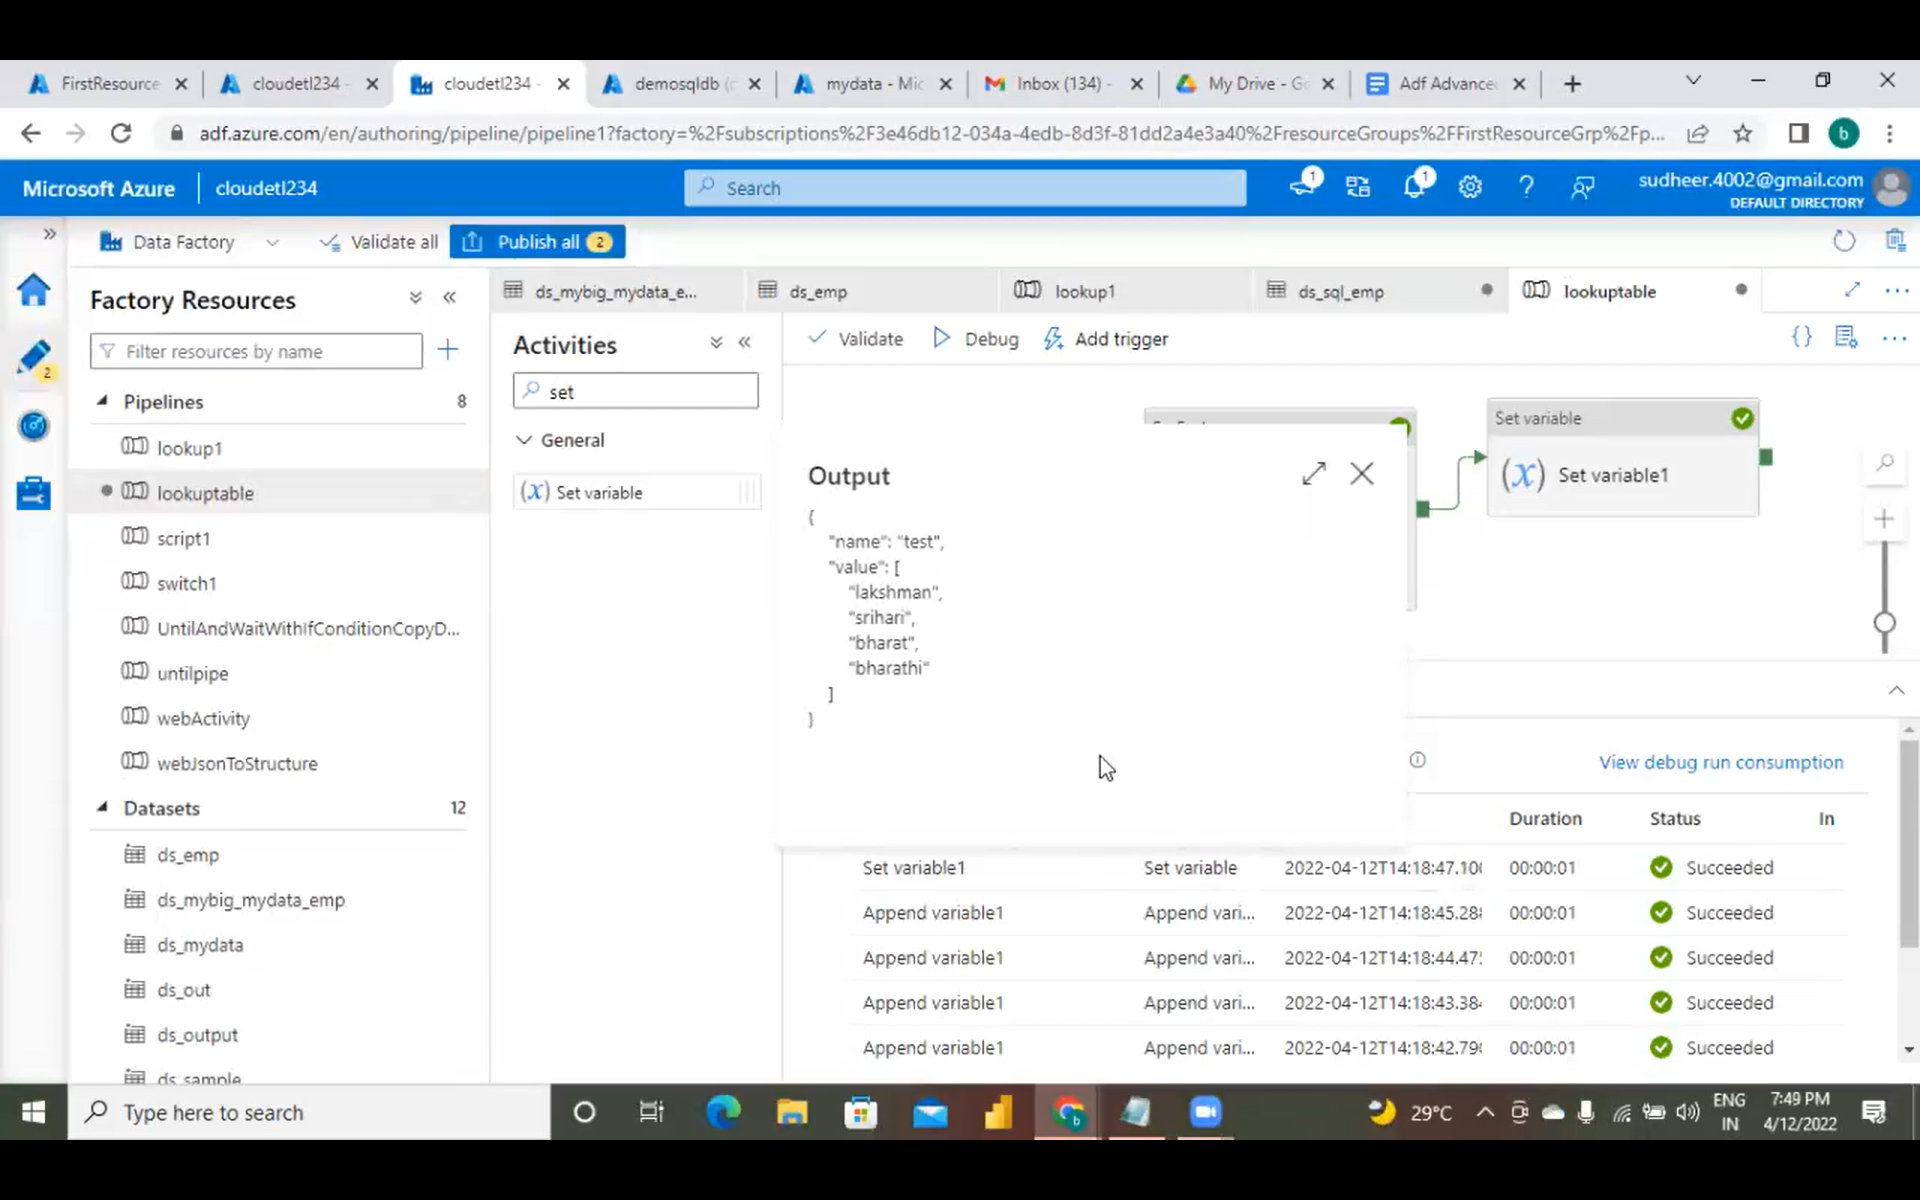 FirstResource
cloudetl234 -
cloudetl234 -
demosqldb (
mydata - Mic
Inbox (134) -
My Drive - Go
Adf Advance
adf.azure.com/en/authoring/pipeline/pipeline1?factory=%2Fsubscriptions%2F3e46db12-034a-4edb-8d3f-81dd2a4e3a40%2FresourceGroups%2FFirstResourceGrp%2Fp...
b
Microsoft Azure
cloudetl234
Search
1
1
sudheer.4002@gmail.com
DEFAULT DIRECTORY
Data Factory
Validate all
Publish all 2
Factory Resources
ds_mybig_mydata_e...
ds_emp
lookup1
ds_sql_emp
lookuptable
Filter resources by name
Activities
Validate
Debug
Add trigger
set
2
Pipelines 8
General
Set variable
lookup1
lookuptable
script1
switch1
UntilAndWaitWithIfConditionCopyD...
untilpipe
webActivity
webJsonToStructure
Datasets 12
ds_emp
ds_mybig_mydata_emp
ds_mydata
ds_out
ds_output
ds_sample
Set variable
(x) Set variable1
Output
{
"name": "test",
"value": [
"lakshman",
"srihari",
"bharat",
"bharathi"
]
}
View debug run consumption
Duration Status In
Set variable1 Set variable 2022-04-12T14:18:47.10 00:00:01 Succeeded
Append variable1 Append vari... 2022-04-12T14:18:45.28 00:00:01 Succeeded
Append variable1 Append vari... 2022-04-12T14:18:44.47 00:00:01 Succeeded
Append variable1 Append vari... 2022-04-12T14:18:43.38 00:00:01 Succeeded
Append variable1 Append vari... 2022-04-12T14:18:42.79 00:00:01 Succeeded
Type here to search
29°C
ENG
IN
7:49 PM
4/12/2022